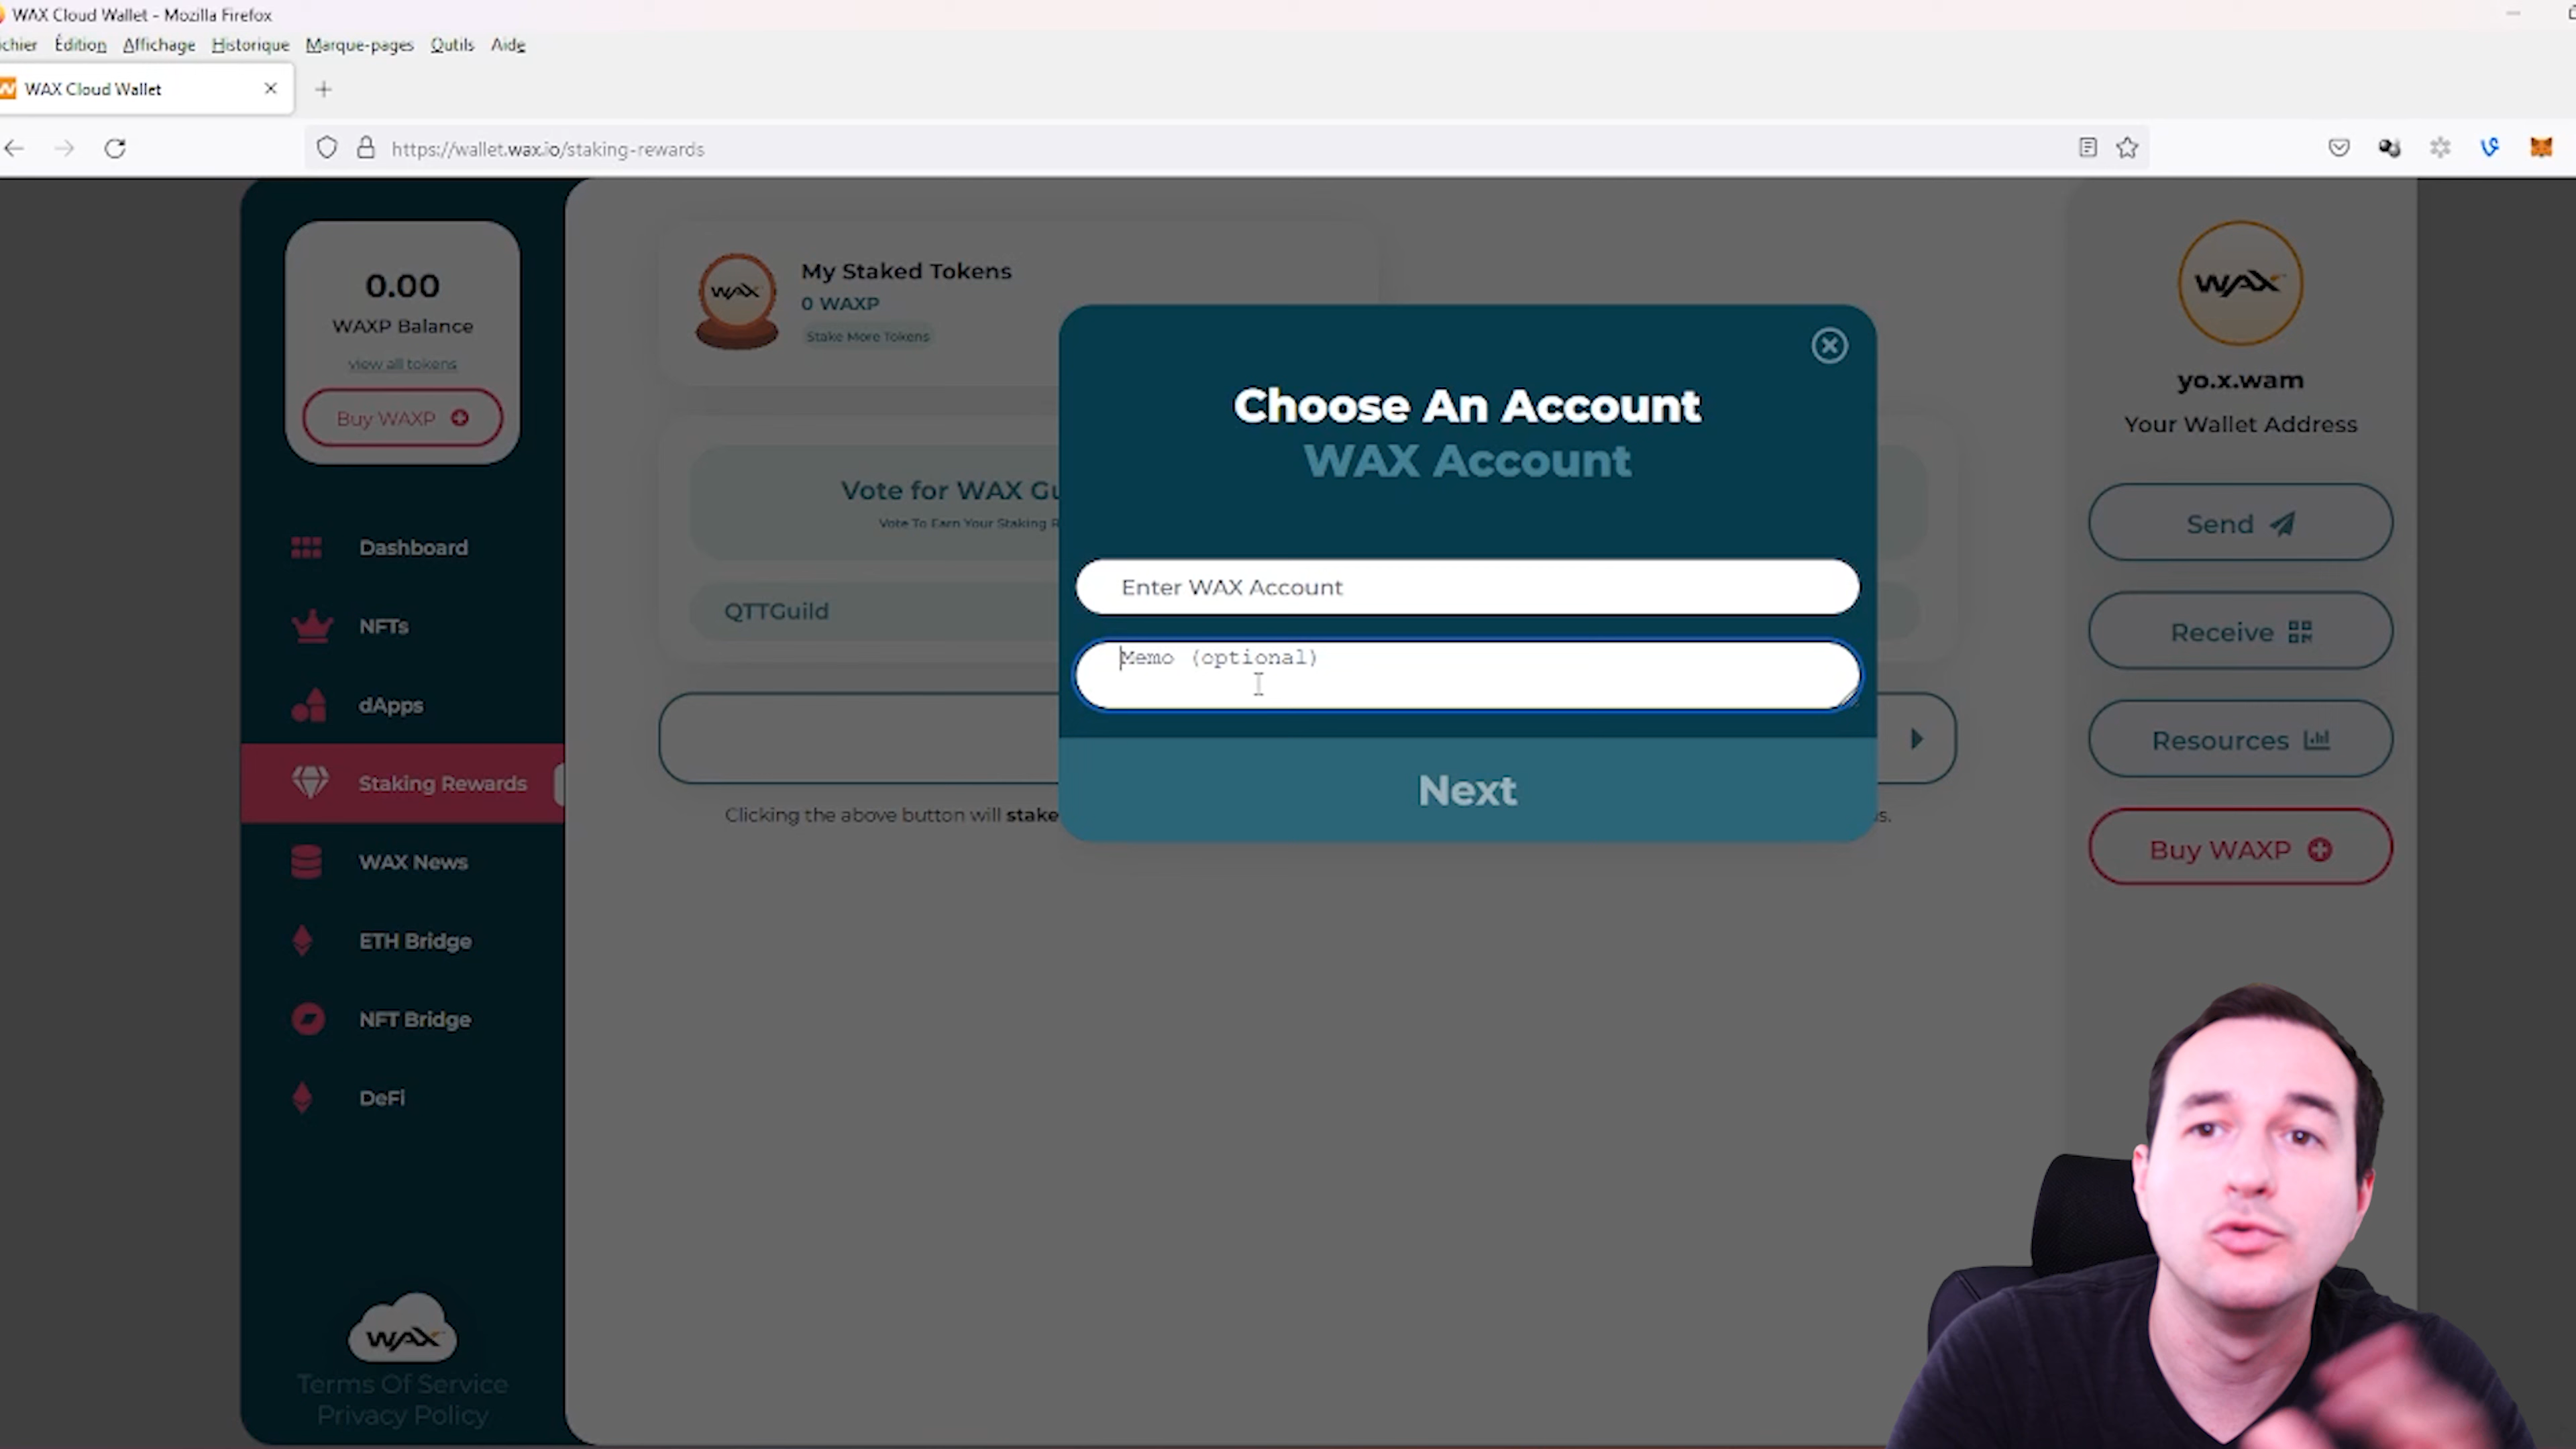 WAX Cloud Wallet - Mozilla Firefox
chier Édition Affichage Historique Marque-pages Outils Aide
WAX Cloud Wallet
https://wallet.wax.io/staking-rewards
0.00
WAXP Balance
view all tokens
Buy WAXP
Dashboard
NFTs
dApps
Staking Rewards
WAX News
ETH Bridge
NFT Bridge
DeFi
WAX
Terms Of Service
Privacy Policy
WAX
My Staked Tokens
0 WAXP
Stake More Tokens
Vote for WAX Gu
Vote To Earn Your Staking R
QTTGuild
Clicking the above button will stake
s.
Choose An Account
WAX Account
Enter WAX Account
Memo (optional)
Next
WAX
yo.x.wam
Your Wallet Address
Send
Receive
Resources
Buy WAXP